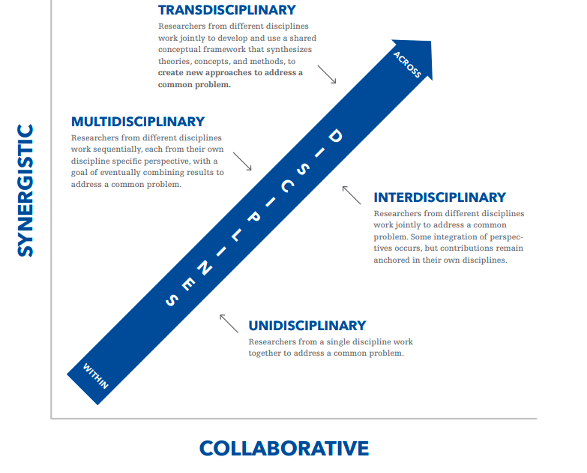 TRANSDISCIPLINARY
Researchers from different disciplines
work jointly to develop and use a shared
conceptual framework that synthesizes
theories, concepts, and methods, to
create new approaches to address a
common problem.
ACROSS
MULTIDISCIPLINARY
Researchers from different disciplines
work sequentially, each from their own
discipline specific perspective, with a
goal of eventually combining results to
address a common problem.
SYNERGISTIC
DISCIPLINES
INTERDISCIPLINARY
Researchers from different disciplines
work jointly to address a common
problem. Some integration of perspec-
tives occurs, but contributions remain
anchored in their own disciplines.
UNIDISCIPLINARY
Researchers from a single discipline work
together to address a common problem.
WITHIN
COLLABORATIVE